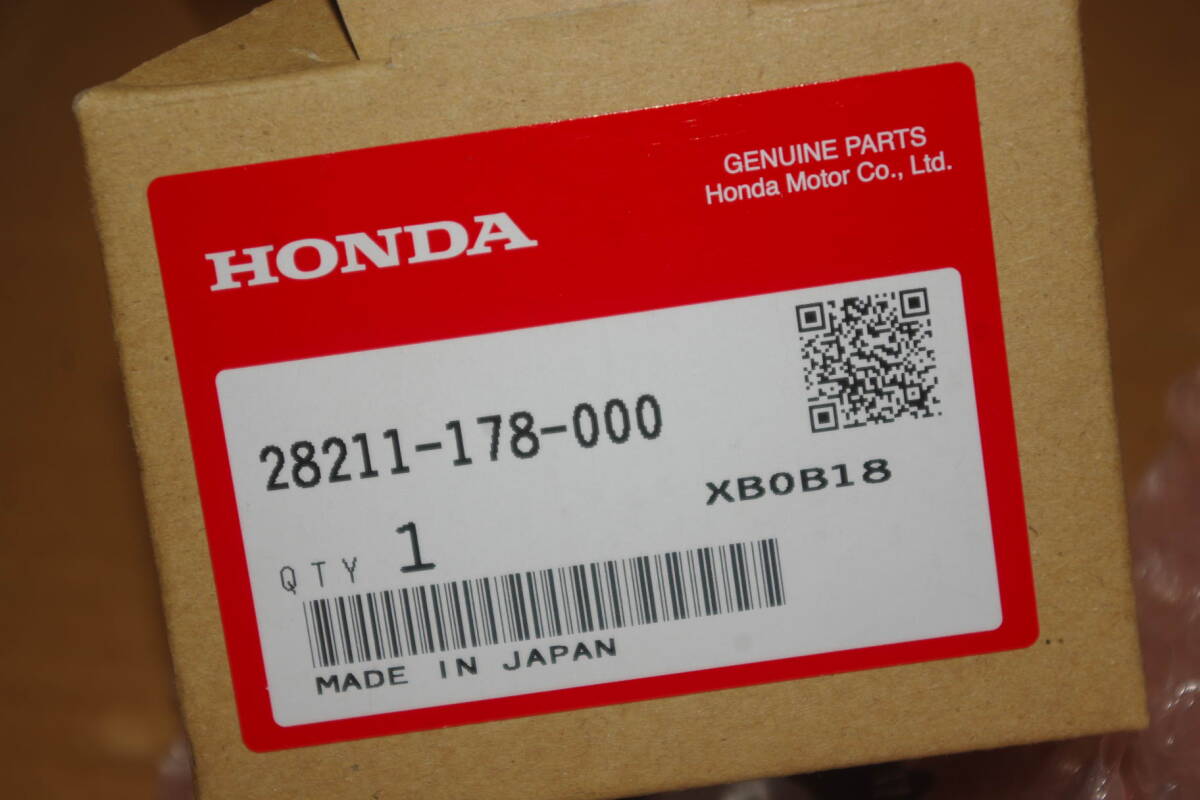 GENUINE PARTS
Honda Motor Co., Ltd.
HONDA
28211-178-000
XB0B18
QTY 1
MADE IN JAPAN